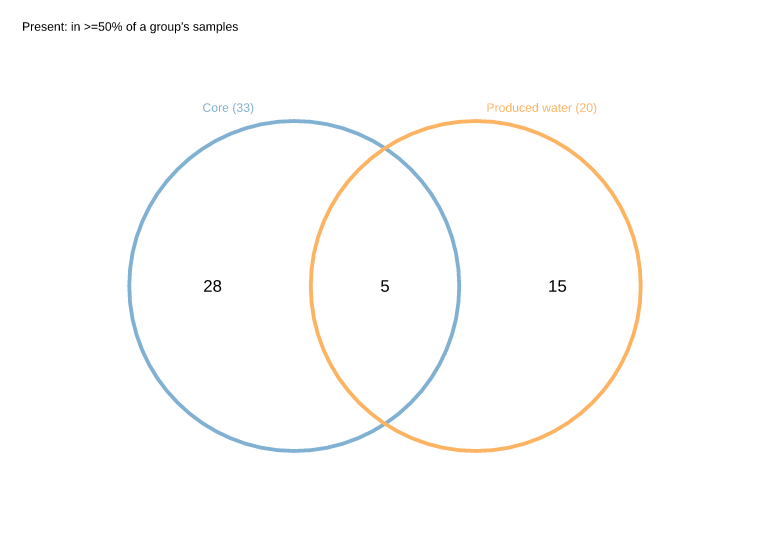 Present: in >=50% of a group's samples
Core (33)
Produced water (20)
28
5
15